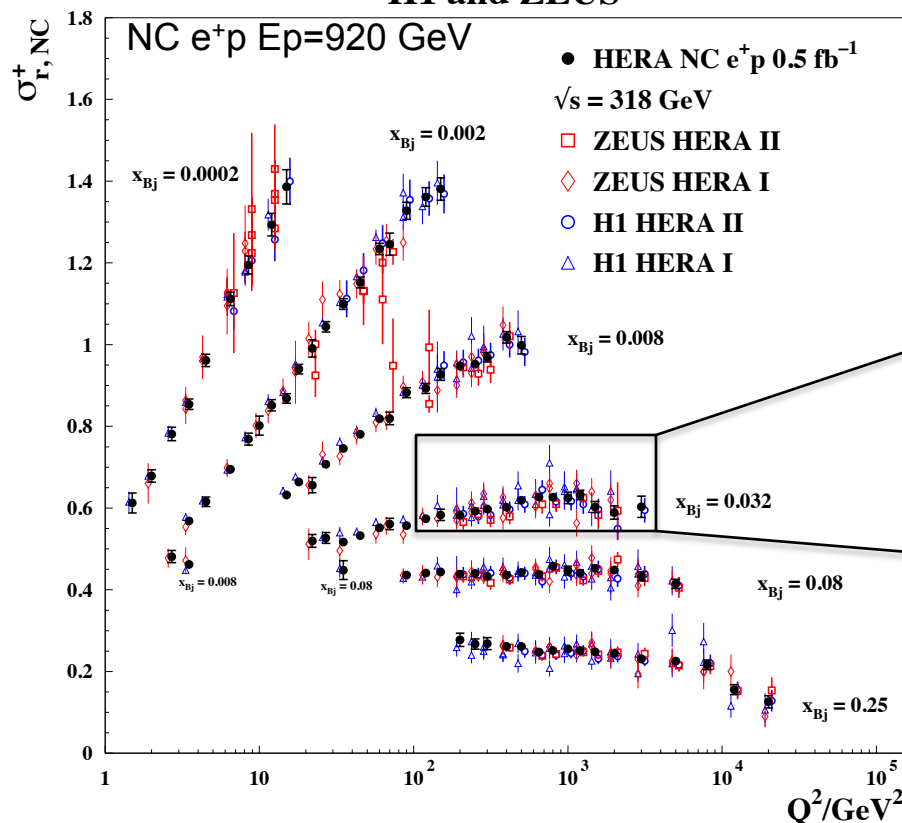 H1 and ZEUS
NC e⁺p Ep=920 GeV
σ⁺r, NC
HERA NC e⁺p 0.5 fb⁻¹
√s = 318 GeV
ZEUS HERA II
ZEUS HERA I
H1 HERA II
H1 HERA I
xBj = 0.0002
xBj = 0.002
xBj = 0.008
xBj = 0.032
xBj = 0.08
xBj = 0.25
xBj = 0.008
xBj = 0.08
1.8
1.6
1.4
1.2
1
0.8
0.6
0.4
0.2
0
1 10 10² 10³ 10⁴ 10⁵
Q²/GeV²